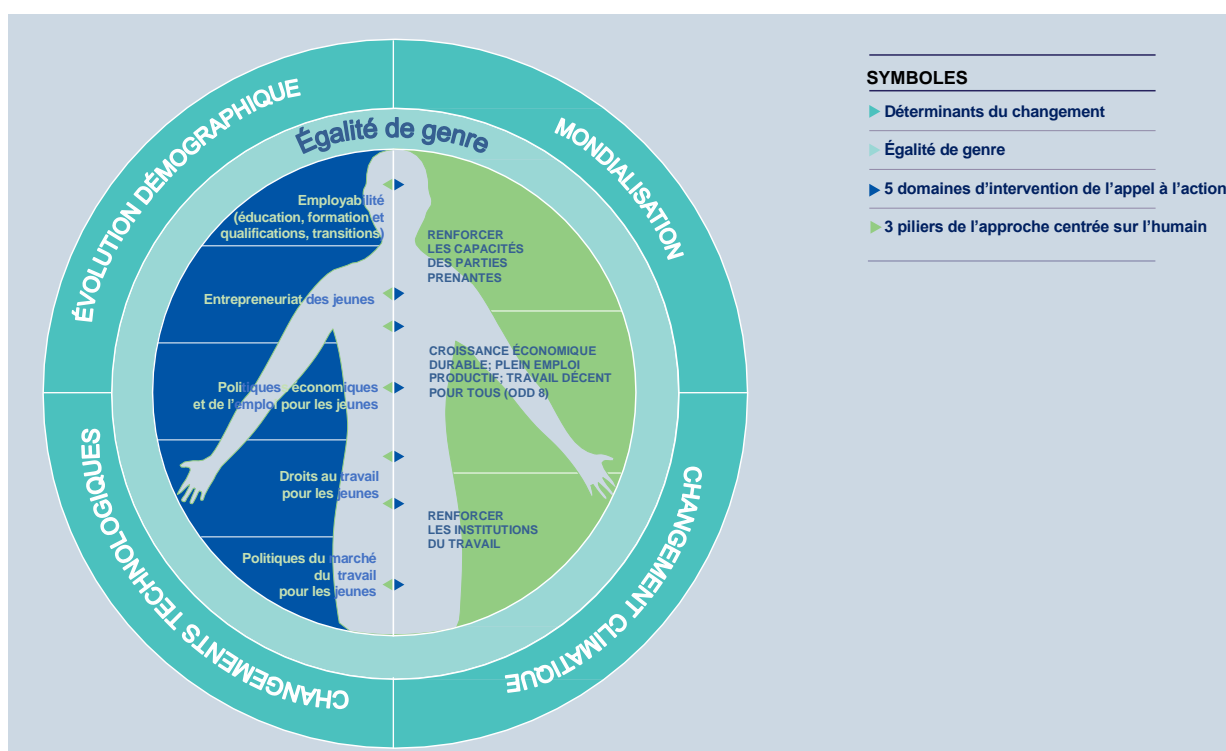 ÉVOLUTION DÉMOGRAPHIQUE
MONDIALISATION
CHANGEMENT CLIMATIQUE
CHANGEMENTS TECHNOLOGIQUES
Égalité de genre
Employabilité
(éducation, formation et
qualifications, transitions)
Entrepreneuriat des jeunes
Politiques économiques
et de l'emploi pour les jeunes
Droits au travail
pour les jeunes
Politiques du marché
du travail
pour les jeunes
RENFORCER
LES CAPACITÉS
DES PARTIES
PRENANTES
CROISSANCE ÉCONOMIQUE
DURABLE; PLEIN EMPLOI
PRODUCTIF; TRAVAIL DÉCENT
POUR TOUS (ODD 8)
RENFORCER
LES INSTITUTIONS
DU TRAVAIL
SYMBOLES
Déterminants du changement
Égalité de genre
5 domaines d'intervention de l'appel à l'action
3 piliers de l'approche centrée sur l'humain